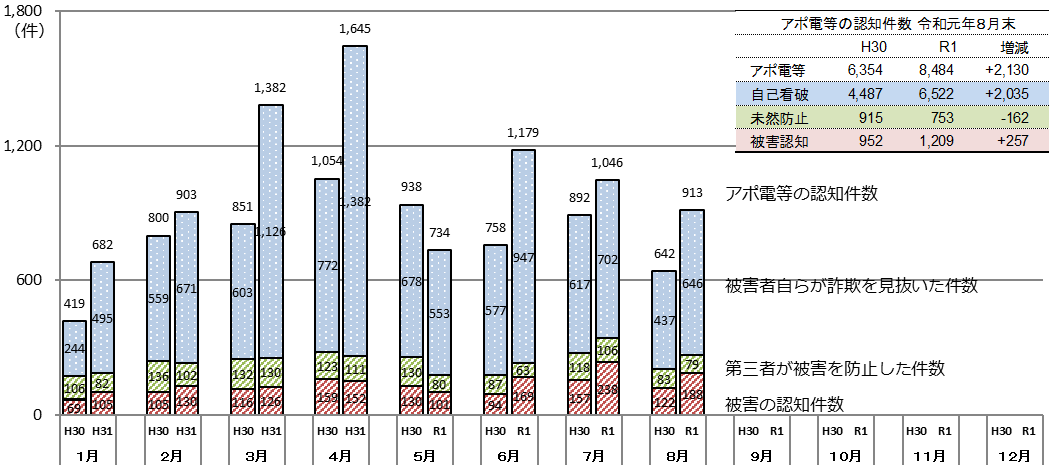 1,800
(件)
1,200
600
0
アポ電等の認知件数 令和元年8月末
H30 R1 増減
アポ電等 6,354 8,484 +2,130
自己看破 4,487 6,522 +2,035
未然防止 915 753 -162
被害認知 952 1,209 +257
アポ電等の認知件数
被害者自らが詐欺を見抜いた件数
第三者が被害を防止した件数
被害の認知件数
419 682 800 903 851 1,382 1,054 1,645 938 734 758 1,179 892 1,046 642 913
244 495 559 671 603 1,126 772 1,382 678 553 577 947 617 702 437 646
106 82 136 102 132 130 123 111 130 80 87 63 118 106 83 79
69 105 105 130 116 126 159 152 130 101 94 169 157 238 122 188
H30 H31 H30 H31 H30 H31 H30 H31 H30 R1 H30 R1 H30 R1 H30 R1 H30 R1 H30 R1 H30 R1 H30 R1
1月 2月 3月 4月 5月 6月 7月 8月 9月 10月 11月 12月